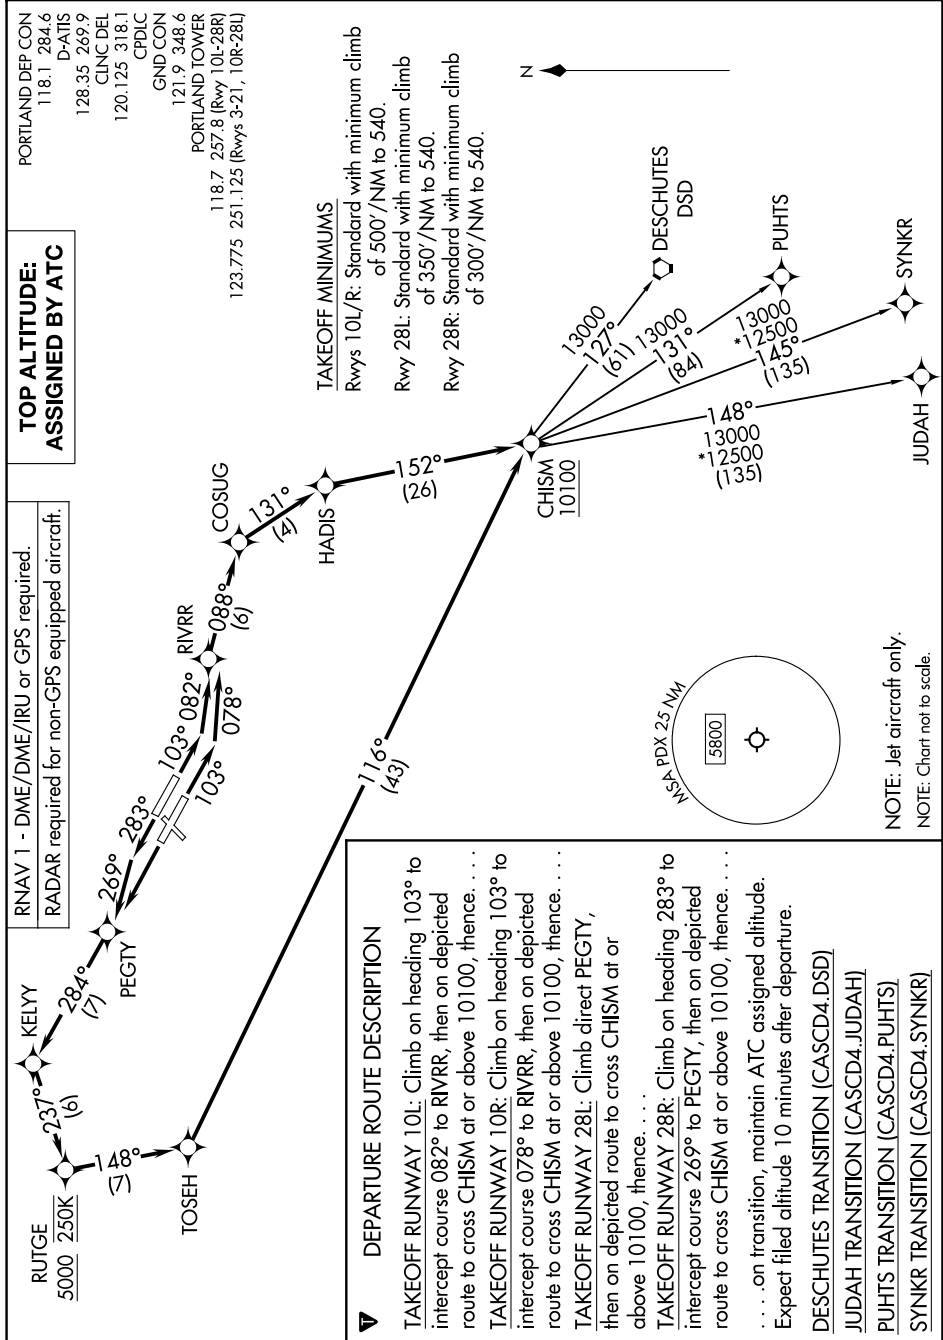 PORTLAND DEP CON
118.1 284.6
D-ATIS
128.35 269.9
CLNC DEL
120.125 318.1
CPDLC
GND CON
121.9 348.6
PORTLAND TOWER
118.7 257.8 (Rwy 10L-28R)
123.775 251.125 (Rwys 3-21, 10R-28L)
TOP ALTITUDE:
ASSIGNED BY ATC
RNAV 1 - DME/DME/IRU or GPS required.
RADAR required for non-GPS equipped aircraft.
TAKEOFF MINIMUMS
Rwys 10L/R: Standard with minimum climb
of 500'/NM to 540.
Rwy 28L: Standard with minimum climb
of 350'/NM to 540.
Rwy 28R: Standard with minimum climb
of 300'/NM to 540.
N
KELYY
284°
(7)
PEGTY
269°
283°
103°
082°
103°
078°
RIVRR
088°
(6)
COSUG
131°
(4)
HADIS
152°
(26)
237°
(6)
RUTGE
5000 250K
148°
(7)
TOSEH
116°
(43)
CHISM
10100
13000
127°
(61)
DESCHUTES
DSD
13000
131°
(84)
PUHTS
13000
*12500
145°
(135)
SYNKR
148°
13000
*12500
(135)
JUDAH
MSA PDX 25 NM
5800
NOTE: Jet aircraft only.
NOTE: Chart not to scale.
T
DEPARTURE ROUTE DESCRIPTION
TAKEOFF RUNWAY 10L: Climb on heading 103° to
intercept course 082° to RIVRR, then on depicted
route to cross CHISM at or above 10100, thence. . . .
TAKEOFF RUNWAY 10R: Climb on heading 103° to
intercept course 078° to RIVRR, then on depicted
route to cross CHISM at or above 10100, thence. . . .
TAKEOFF RUNWAY 28L: Climb direct PEGTY,
then on depicted route to cross CHISM at or
above 10100, thence. . . .
TAKEOFF RUNWAY 28R: Climb on heading 283° to
intercept course 269° to PEGTY, then on depicted
route to cross CHISM at or above 10100, thence. . . .
. . . .on transition, maintain ATC assigned altitude.
Expect filed altitude 10 minutes after departure.
DESCHUTES TRANSITION (CASCD4.DSD)
JUDAH TRANSITION (CASCD4.JUDAH)
PUHTS TRANSITION (CASCD4.PUHTS)
SYNKR TRANSITION (CASCD4.SYNKR)